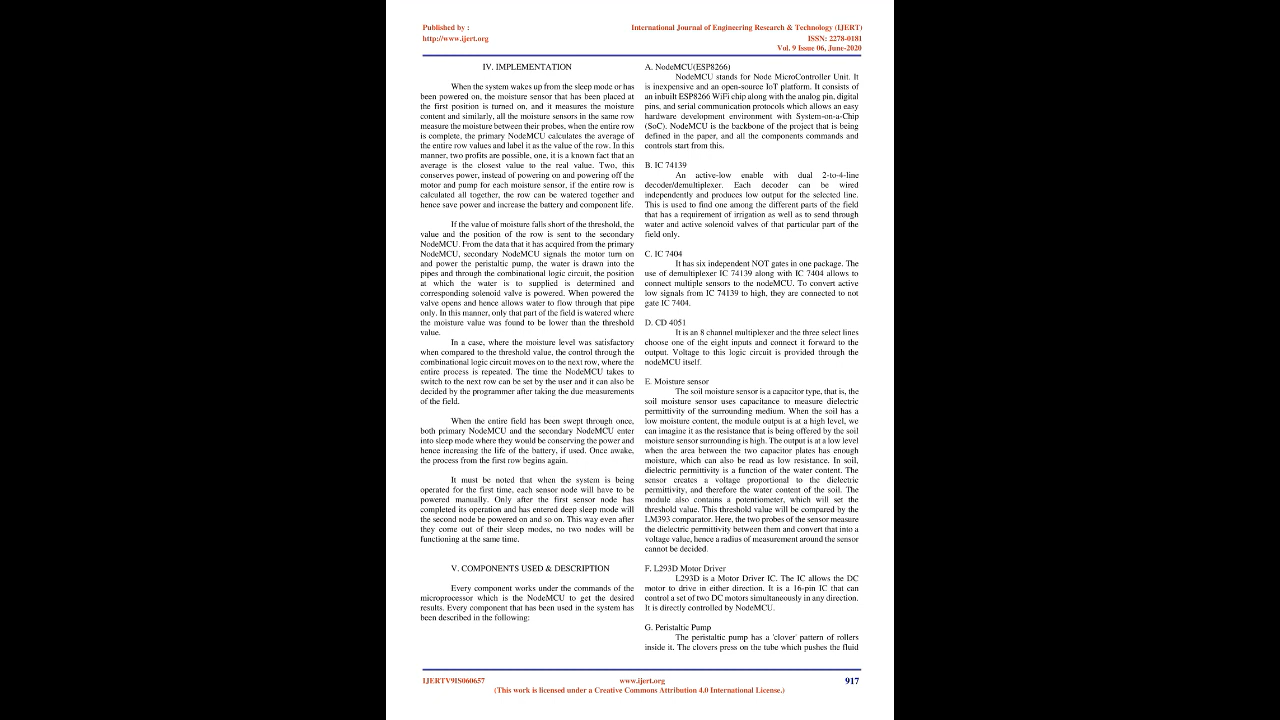 Published by :
International Journal of Engineering Research & Technology (IJERT)
http://www.ijert.org
ISSN: 2278-0181
Vol. 9 Issue 06, June-2020
IV. IMPLEMENTATION
When the system wakes up from the sleep mode or has
been powered on, the moisture sensor that has been placed at
the first position is turned on, and it measures the moisture
content and similarly, all the moisture sensors in the same row
measure the moisture between their probes, when the entire row
is complete, the primary NodeMCU calculates the average of
the entire row values and label it as the value of the row. In this
manner, two profits are possible, one, it is a known fact that an
average is the closest value to the real value. Two, this
conserves power, instead of powering on and powering off the
motor and pump for each moisture sensor, if the entire row is
calculated all together, the row can be watered together and
hence save power and increase the battery and component life.
If the value of moisture falls short of the threshold, the
value and the position of the row is sent to the secondary
NodeMCU. From the data that it has acquired from the primary
NodeMCU, secondary NodeMCU signals the motor turn on
and power the peristaltic pump, the water is drawn into the
pipes and through the combinational logic circuit, the position
at which the water is to supplied is determined and
corresponding solenoid valve is powered. When powered the
valve opens and hence allows water to flow through that pipe
only. In this manner, only that part of the field is watered where
the moisture value was found to be lower than the threshold
value.
In a case, where the moisture level was satisfactory
when compared to the threshold value, the control through the
combinational logic circuit moves on to the next row, where the
entire process is repeated. The time the NodeMCU takes to
switch to the next row can be set by the user and it can also be
decided by the programmer after taking the due measurements
of the field.
When the entire field has been swept through once,
both primary NodeMCU and the secondary NodeMCU enter
into sleep mode where they would be conserving the power and
hence increasing the life of the battery, if used. Once awake,
the process from the first row begins again.
It must be noted that when the system is being
operated for the first time, each sensor node will have to be
powered manually. Only after the first sensor node has
completed its operation and has entered deep sleep mode will
the second node be powered on and so on. This way even after
they come out of their sleep modes, no two nodes will be
functioning at the same time.
V. COMPONENTS USED & DESCRIPTION
Every component works under the commands of the
microprocessor which is the NodeMCU to get the desired
results. Every component that has been used in the system has
been described in the following:
A. NodeMCU(ESP8266)
NodeMCU stands for Node MicroController Unit. It
is inexpensive and an open-source IoT platform. It consists of
an inbuilt ESP8266 WiFi chip along with the analog pin, digital
pins, and serial communication protocols which allows an easy
hardware development environment with System-on-a-Chip
(SoC). NodeMCU is the backbone of the project that is being
defined in the paper, and all the components commands and
controls start from this.
B. IC 74139
An active-low enable with dual 2-to-4-line
decoder/demultiplexer. Each decoder can be wired
independently and produces low output for the selected line.
This is used to find one among the different parts of the field
that has a requirement of irrigation as well as to send through
water and active solenoid valves of that particular part of the
field only.
C. IC 7404
It has six independent NOT gates in one package. The
use of demultiplexer IC 74139 along with IC 7404 allows to
connect multiple sensors to the nodeMCU. To convert active
low signals from IC 74139 to high, they are connected to not
gate IC 7404.
D. CD 4051
It is an 8 channel multiplexer and the three select lines
choose one of the eight inputs and connect it forward to the
output. Voltage to this logic circuit is provided through the
nodeMCU itself.
E. Moisture sensor
The soil moisture sensor is a capacitor type, that is, the
soil moisture sensor uses capacitance to measure dielectric
permittivity of the surrounding medium. When the soil has a
low moisture content, the module output is at a high level, we
can imagine it as the resistance that is being offered by the soil
moisture sensor surrounding is high. The output is at a low level
when the area between the two capacitor plates has enough
moisture, which can also be read as low resistance. In soil,
dielectric permittivity is a function of the water content. The
sensor creates a voltage proportional to the dielectric
permittivity, and therefore the water content of the soil. The
module also contains a potentiometer, which will set the
threshold value. This threshold value will be compared by the
LM393 comparator. Here, the two probes of the sensor measure
the dielectric permittivity between them and convert that into a
voltage value, hence a radius of measurement around the sensor
cannot be decided.
F. L293D Motor Driver
L293D is a Motor Driver IC. The IC allows the DC
motor to drive in either direction. It is a 16-pin IC that can
control a set of two DC motors simultaneously in any direction.
It is directly controlled by NodeMCU.
G. Peristaltic Pump
The peristaltic pump has a 'clover' pattern of rollers
inside it. The clovers press on the tube which pushes the fluid
IJERTV9IS060657
www.ijert.org
917
(This work is licensed under a Creative Commons Attribution 4.0 International License.)